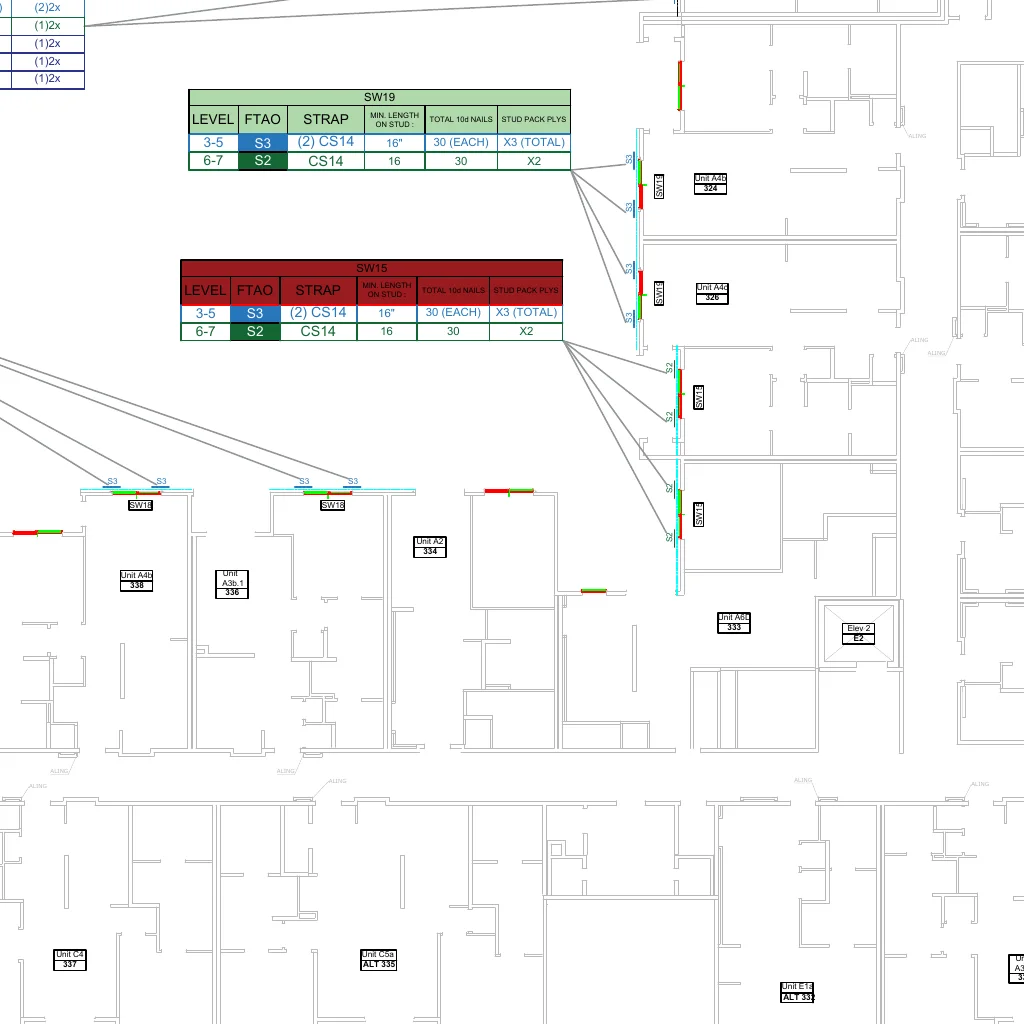 (2)2x
(1)2x
(1)2x
(1)2x
(1)2x
SW19
LEVEL FTAO STRAP MIN. LENGTH ON STUD : TOTAL 10d NAILS STUD PACK PLYS
3-5 S3 (2) CS14 16" 30 (EACH) X3 (TOTAL)
6-7 S2 CS14 16 30 X2
SW15
LEVEL FTAO STRAP MIN. LENGTH ON STUD : TOTAL 10d NAILS STUD PACK PLYS
3-5 S3 (2) CS14 16" 30 (EACH) X3 (TOTAL)
6-7 S2 CS14 16 30 X2
ALING
S3
SW19
Unit A4b
324
S3
S3
SW19
Unit A4c
326
S3
ALING
ALING
S2
SW15
S2
S2
SW15
S2
S3 S3
SW18
S3 S3
SW18
Unit A2
334
Unit A4b
338
Unit
A3b.1
336
Unit A6b
333
Elev 2
E2
ALING
ALING
ALING
ALING
ALING
ALING
Unit C4
337
Unit C5a
ALT 335
Unit E1a
ALT 332